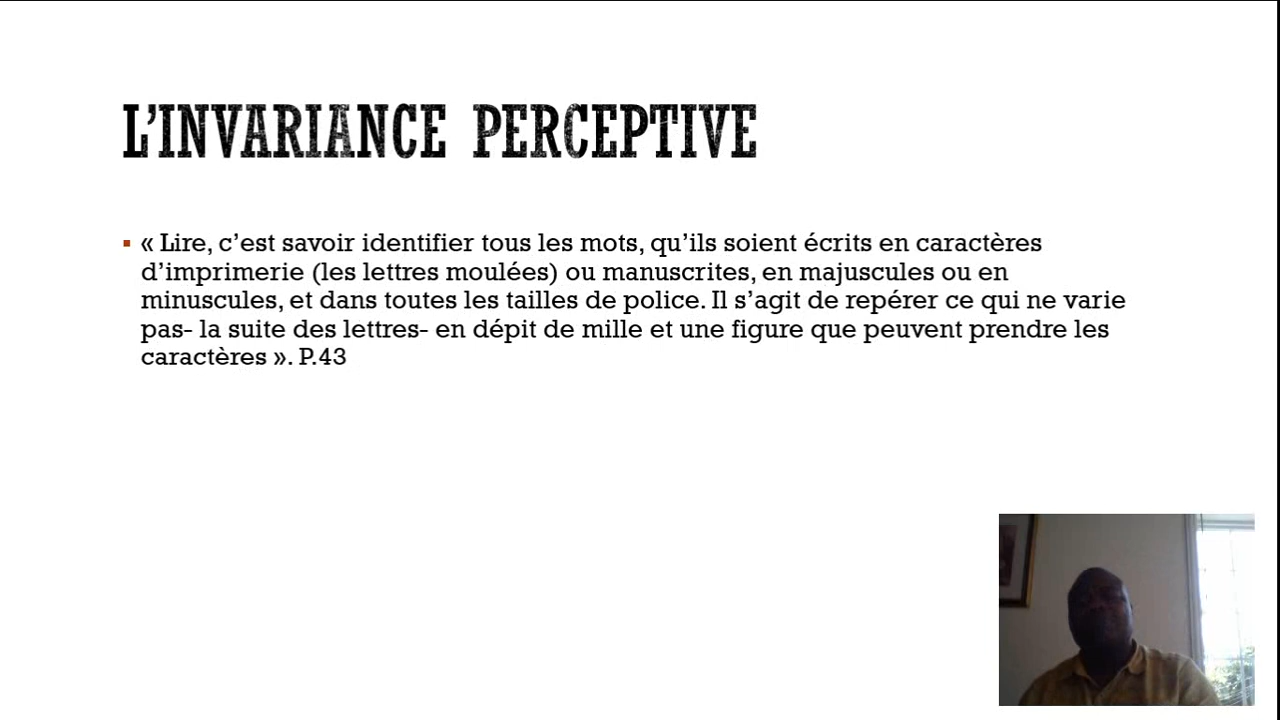 L'INVARIANCE PERCEPTIVE
« Lire, c'est savoir identifier tous les mots, qu'ils soient écrits en caractères
d'imprimerie (les lettres moulées) ou manuscrites, en majuscules ou en
minuscules, et dans toutes les tailles de police. Il s'agit de repérer ce qui ne varie
pas- la suite des lettres- en dépit de mille et une figure que peuvent prendre les
caractères ». P.43